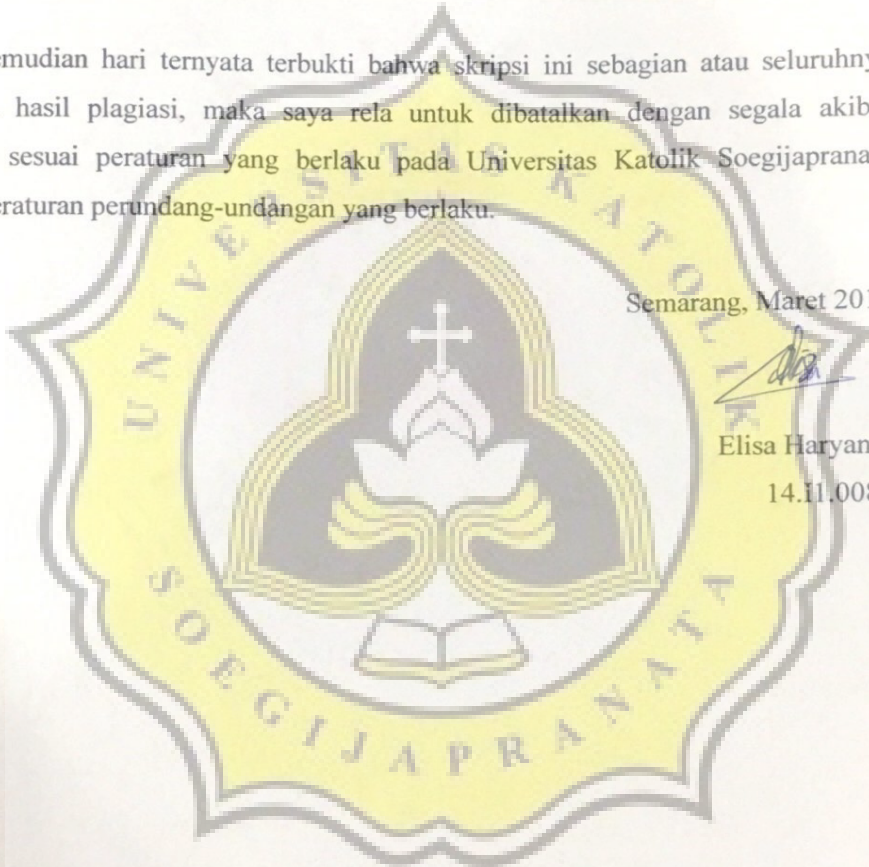 emudian hari ternyata terbukti bahwa skripsi ini sebagian atau seluruhny
hasil plagiasi, maka saya rela untuk dibatalkan dengan segala akib
sesuai peraturan yang berlaku pada Universitas Katolik Soegijaprana
eraturan perundang-undangan yang berlaku.
Semarang, Maret 201
Elisa Haryan
14.i1.008
UNIVERSITAS KATOLIK
SOEGIJAPRANATA